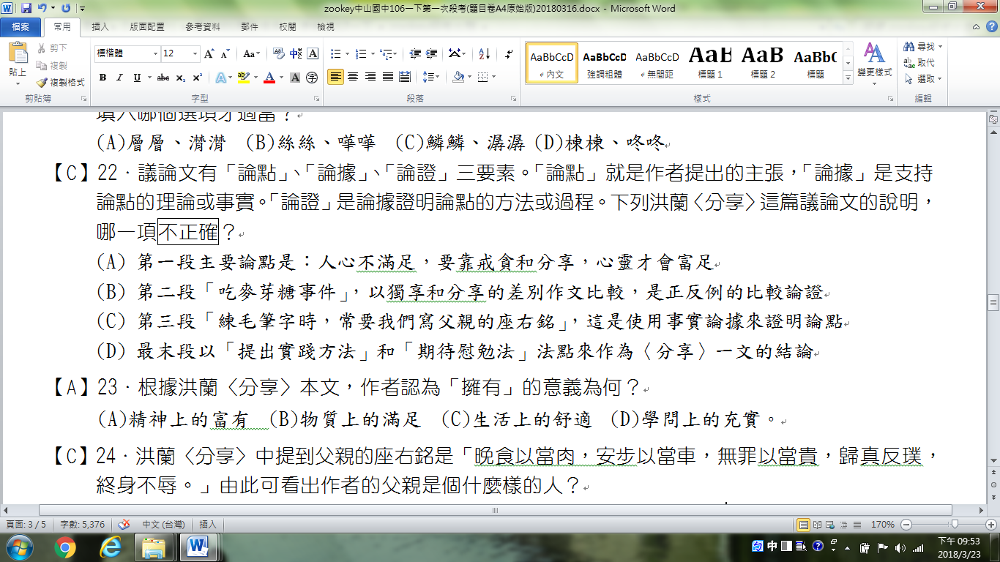 zookey中山國中106一下第一次段考(題目卷A4原始版)20180316.docx - Microsoft Word
檔案 常用 插入 版面配置 參考資料 郵件 校閱 檢視
貼上 剪下 複製 複製格式
標楷體 12
AaBbCcD AaBbCcD AaBbCcD AaBb AaBb AaBbC
內文 強調粗體 無間距 標題 1 標題 2 標題 變更樣式
尋找 取代 選取
剪貼簿 字型 段落 樣式 編輯
填入哪個選項才適當？
(A)層層、潸潸 (B)絲絲、嘩嘩 (C)鱗鱗、潺潺 (D)棟棟、咚咚
【C】22．議論文有「論點」、「論據」、「論證」三要素。「論點」就是作者提出的主張，「論據」是支持
論點的理論或事實。「論證」是論據證明論點的方法或過程。下列洪蘭〈分享〉這篇議論文的說明，
哪一項不正確？
(A) 第一段主要論點是：人心不滿足，要靠戒貪和分享，心靈才會富足
(B) 第二段「吃麥芽糖事件」，以獨享和分享的差別作文比較，是正反例的比較論證
(C) 第三段「練毛筆字時，常要我們寫父親的座右銘」，這是使用事實論據來證明論點
(D) 最末段以「提出實踐方法」和「期待慰勉法」法點來作為〈分享〉一文的結論
【A】23．根據洪蘭〈分享〉本文，作者認為「擁有」的意義為何？
(A)精神上的富有 (B)物質上的滿足 (C)生活上的舒適 (D)學問上的充實。
【C】24．洪蘭〈分享〉中提到父親的座右銘是「晚食以當肉，安步以當車，無罪以當貴，歸真反璞，
終身不辱。」由此可看出作者的父親是個什麼樣的人？
頁面: 3 / 5 字數: 5,376 中文 (台灣) 插入 170%
中 下午 09:53
2018/3/23